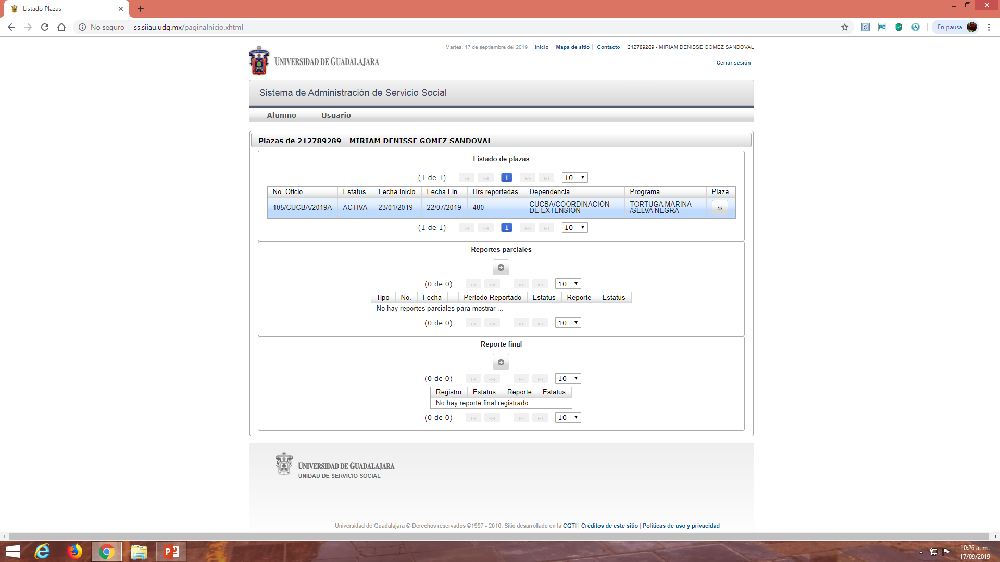 Listado Plazas
No seguro
ss.siiau.udg.mx/paginaInicio.xhtml
En pausa
Martes, 17 de septiembre del 2019 | Inicio | Mapa de sitio | Contacto | 212789289 - MIRIAM DENISSE GOMEZ SANDOVAL
UNIVERSIDAD DE GUADALAJARA
Cerrar sesión
Sistema de Administración de Servicio Social
Alumno Usuario
Plazas de 212789289 - MIRIAM DENISSE GOMEZ SANDOVAL
Listado de plazas
(1 de 1) 1 10
No. Oficio Estatus Fecha Inicio Fecha Fin Hrs reportadas Dependencia Programa Plaza
105/CUCBA/2019A ACTIVA 23/01/2019 22/07/2019 480 CUCBA/COORDINACIÓN DE EXTENSIÓN TORTUGA MARINA /SELVA NEGRA
(1 de 1) 1 10
Reportes parciales
(0 de 0) 10
Tipo No. Fecha Periodo Reportado Estatus Reporte Estatus
No hay reportes parciales para mostrar ...
(0 de 0) 10
Reporte final
(0 de 0) 10
Registro Estatus Reporte Estatus
No hay reporte final registrado ...
(0 de 0) 10
UNIVERSIDAD DE GUADALAJARA
UNIDAD DE SERVICIO SOCIAL
Universidad de Guadalajara © Derechos reservados ©1997 - 2010. Sitio desarrollado en la CGTI | Créditos de este sitio | Políticas de uso y privacidad
10:26 a. m.
17/09/2019